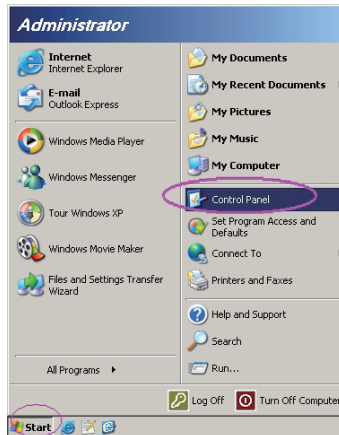 Administrator
Internet
Internet Explorer
E-mail
Outlook Express
Windows Media Player
Windows Messenger
Tour Windows XP
Windows Movie Maker
Files and Settings Transfer
Wizard
All Programs
My Documents
My Recent Documents
My Pictures
My Music
My Computer
Control Panel
Set Program Access and
Defaults
Connect To
Printers and Faxes
Help and Support
Search
Run...
Log Off
Turn Off Computer
Start